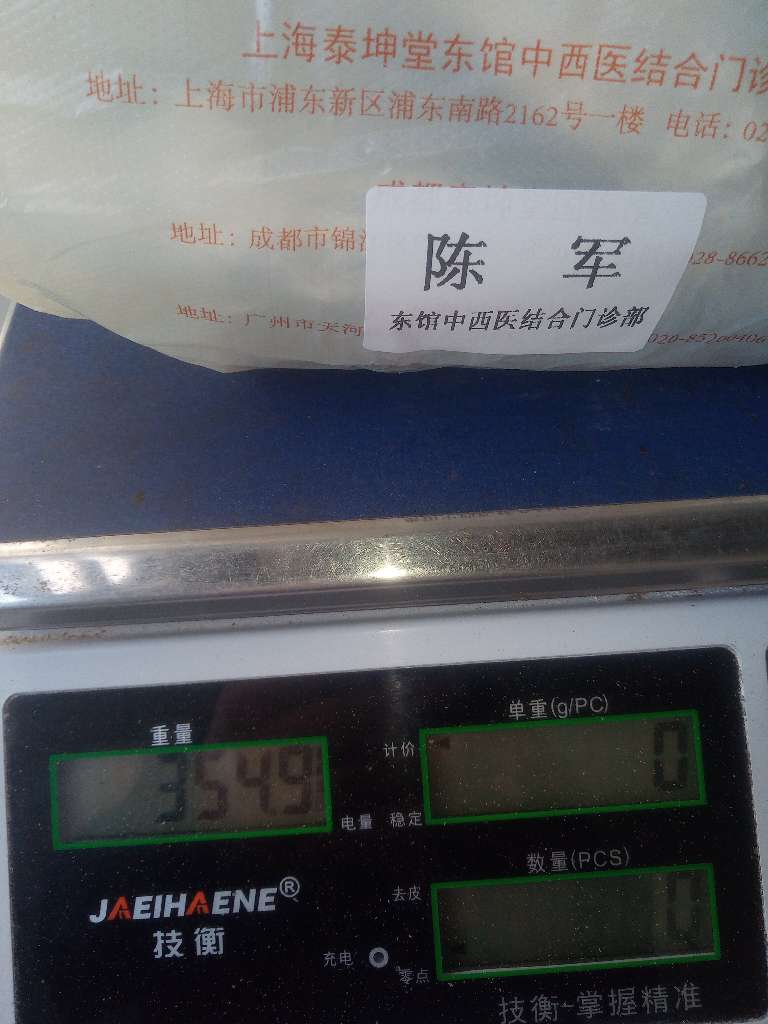 上海泰坤堂东馆中西医结合门诊
地址：上海市浦东新区浦东南路2162号一楼 电话：02
地址：成都市锦
028-8662
陈 军
东馆中西医结合门诊部
地址：广州市天河
重量
3549
单重(g/PC)
计价
0
电量
稳定
数量(PCS)
去皮
JAEIHAENE®
技衡
充电
零点
技衡-掌握精准